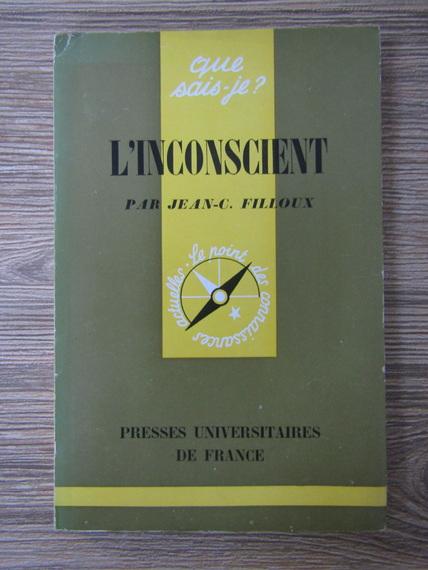 que
sais-je?
L'INCONSCIENT
PAR JEAN-C. FILLOUX
Le point des connaissances actuelles.
PRESSES UNIVERSITAIRES
DE FRANCE